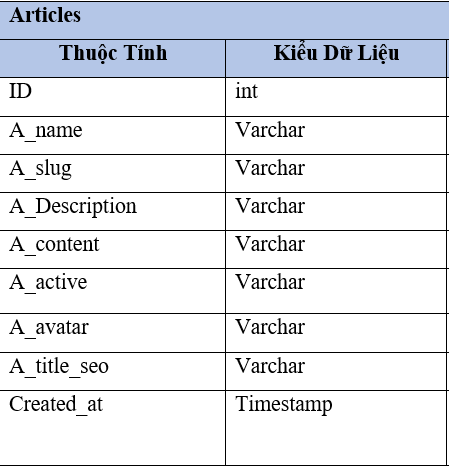 Articles
Thuộc Tính Kiểu Dữ Liệu
ID int
A_name Varchar
A_slug Varchar
A_Description Varchar
A_content Varchar
A_active Varchar
A_avatar Varchar
A_title_seo Varchar
Created_at Timestamp